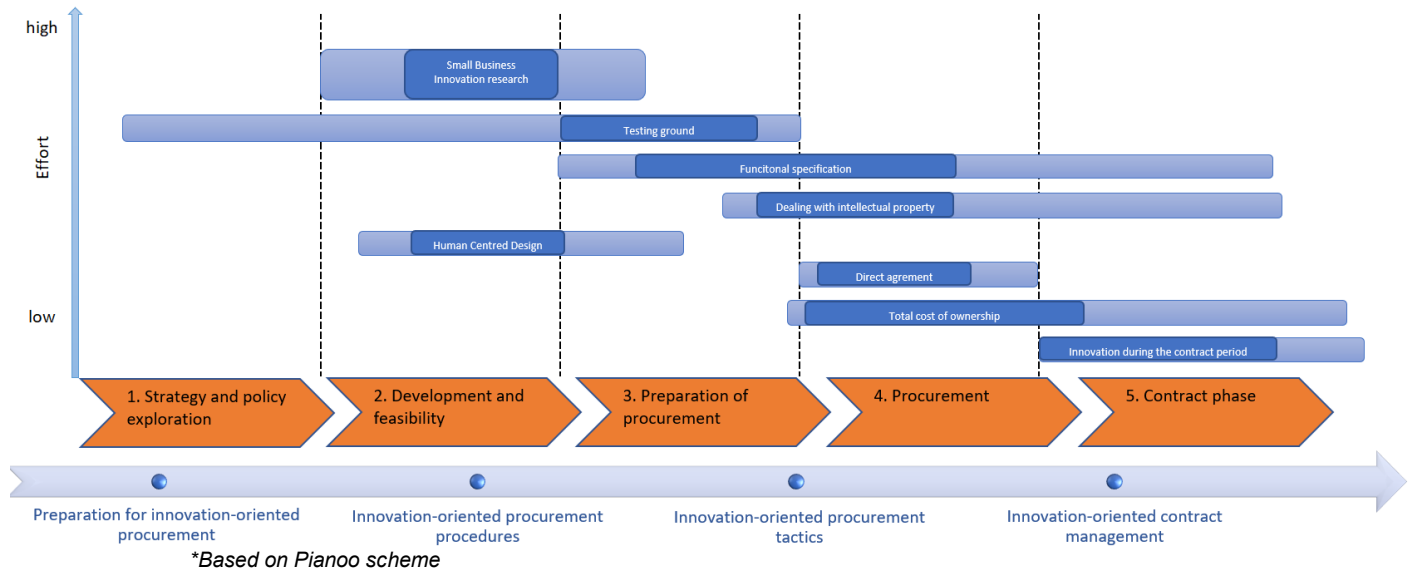 high
Small Business
Innovation research
Testing ground
Funcitonal specification
Effort
Dealing with intellectual property
Human Centred Design
Direct agrement
low
Total cost of ownership
Innovation during the contract period
1. Strategy and policy
exploration
2. Development and
feasibility
3. Preparation of
procurement
4. Procurement
5. Contract phase
Preparation for innovation-oriented
procurement
Innovation-oriented procurement
procedures
Innovation-oriented procurement
tactics
Innovation-oriented contract
management
*Based on Pianoo scheme